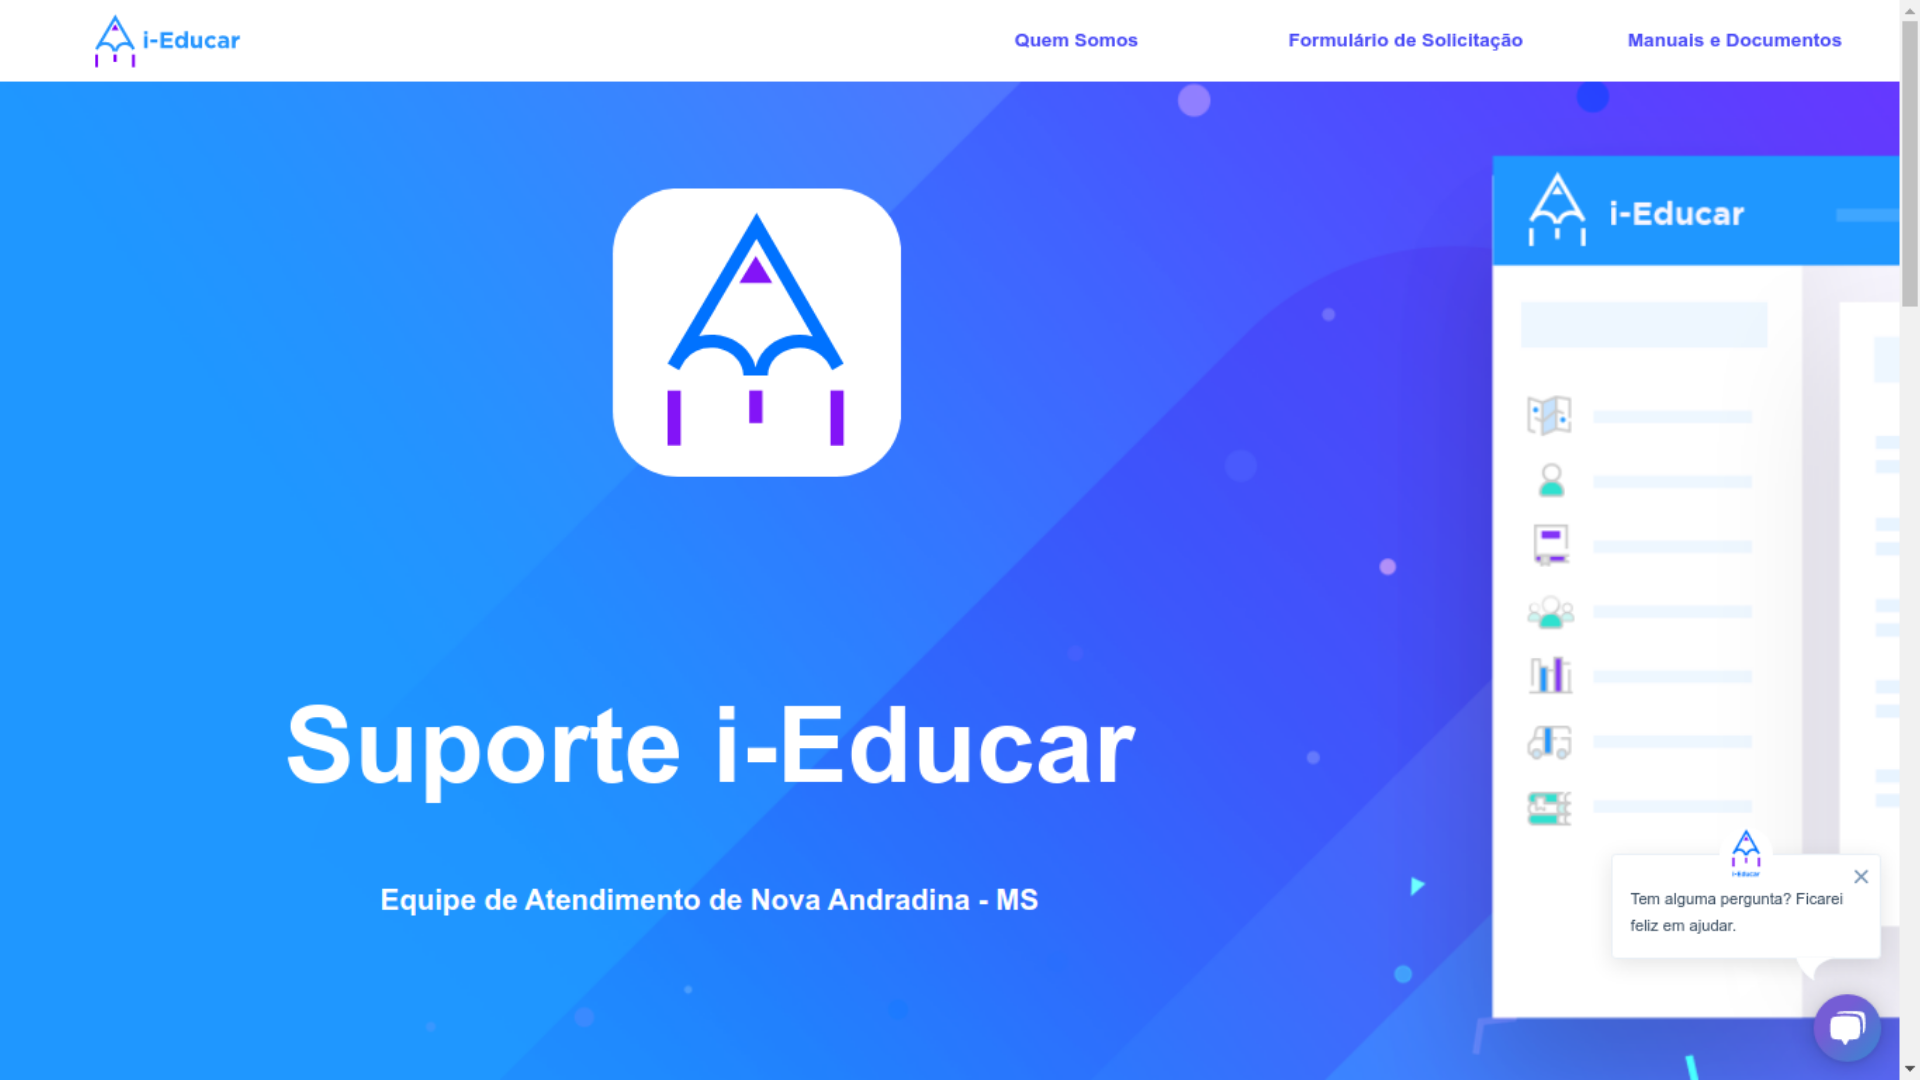 i-Educar
Quem Somos
Formulário de Solicitação
Manuais e Documentos
i-Educar
Suporte i-Educar
Equipe de Atendimento de Nova Andradina - MS
i-Educar
Tem alguma pergunta? Ficarei
feliz em ajudar.